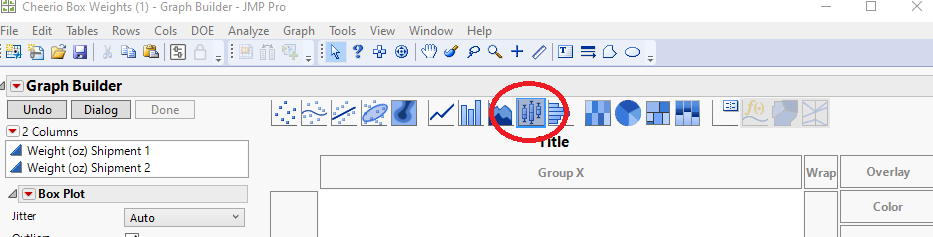 Cheerio Box Weights (1) - Graph Builder - JMP Pro
File Edit Tables Rows Cols DOE Analyze Graph Tools View Window Help
Graph Builder
Undo Dialog Done
2 Columns
Weight (oz) Shipment 1
Weight (oz) Shipment 2
Title
Group X Wrap Overlay
Box Plot
Color
Jitter Auto